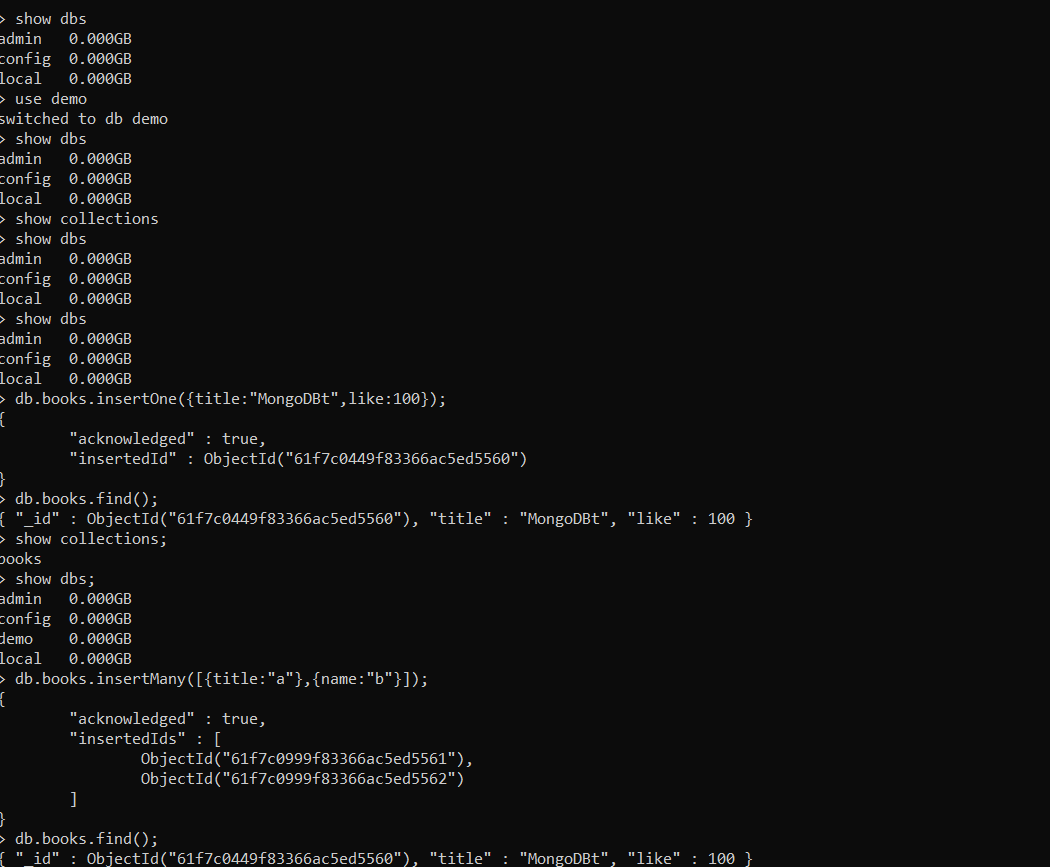 > show dbs
admin   0.000GB
config  0.000GB
local   0.000GB
> use demo
switched to db demo
> show dbs
admin   0.000GB
config  0.000GB
local   0.000GB
> show collections
> show dbs
admin   0.000GB
config  0.000GB
local   0.000GB
> show dbs
admin   0.000GB
config  0.000GB
local   0.000GB
> db.books.insertOne({title:"MongoDBt",like:100});
{
        "acknowledged" : true,
        "insertedId" : ObjectId("61f7c0449f83366ac5ed5560")
}
> db.books.find();
{ "_id" : ObjectId("61f7c0449f83366ac5ed5560"), "title" : "MongoDBt", "like" : 100 }
> show collections;
books
> show dbs;
admin   0.000GB
config  0.000GB
demo    0.000GB
local   0.000GB
> db.books.insertMany([{title:"a"},{name:"b"}]);
{
        "acknowledged" : true,
        "insertedIds" : [
                ObjectId("61f7c0999f83366ac5ed5561"),
                ObjectId("61f7c0999f83366ac5ed5562")
        ]
}
> db.books.find();
{ "_id" : ObjectId("61f7c0449f83366ac5ed5560"), "title" : "MongoDBt", "like" : 100 }